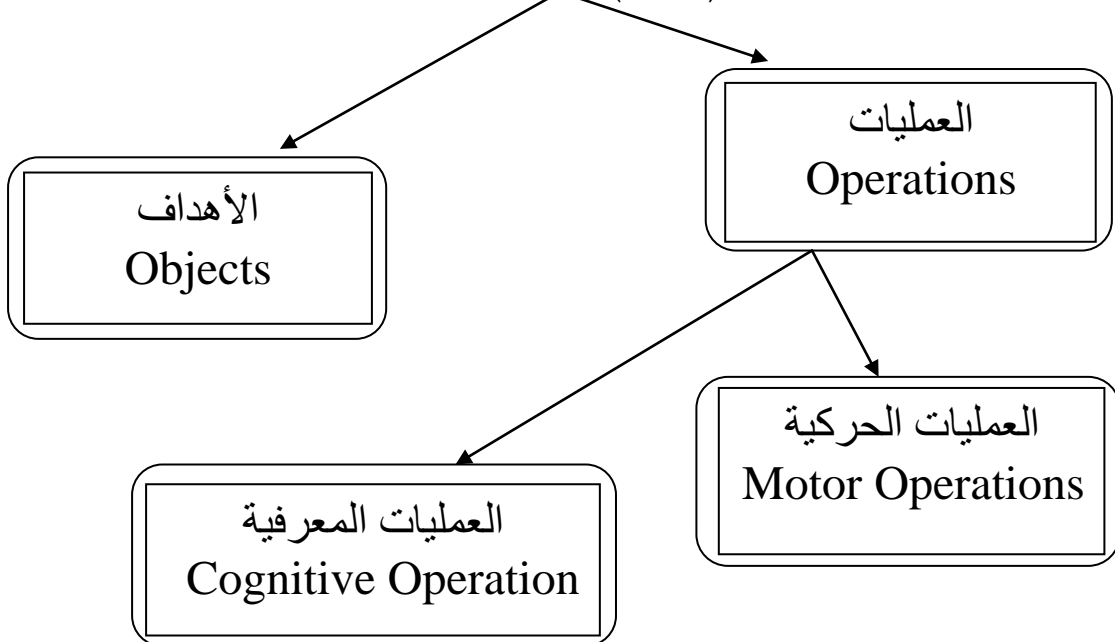 العمليات
Operations
الأهداف
Objects
العمليات الحركية
Motor Operations
العمليات المعرفية
Cognitive Operation